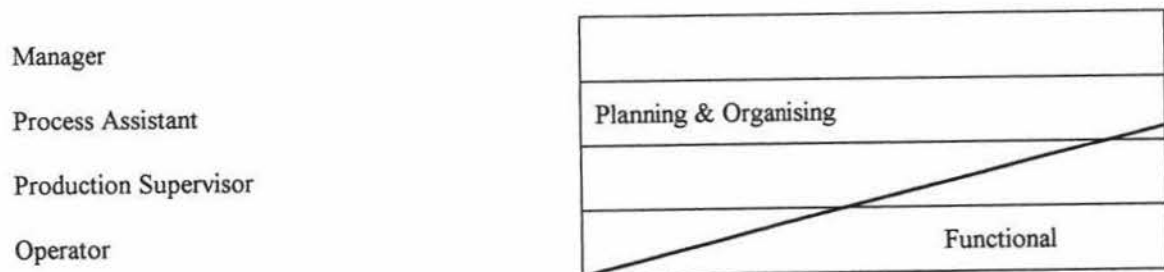 Manager
Process Assistant
Planning & Organising
Production Supervisor
Operator
Functional